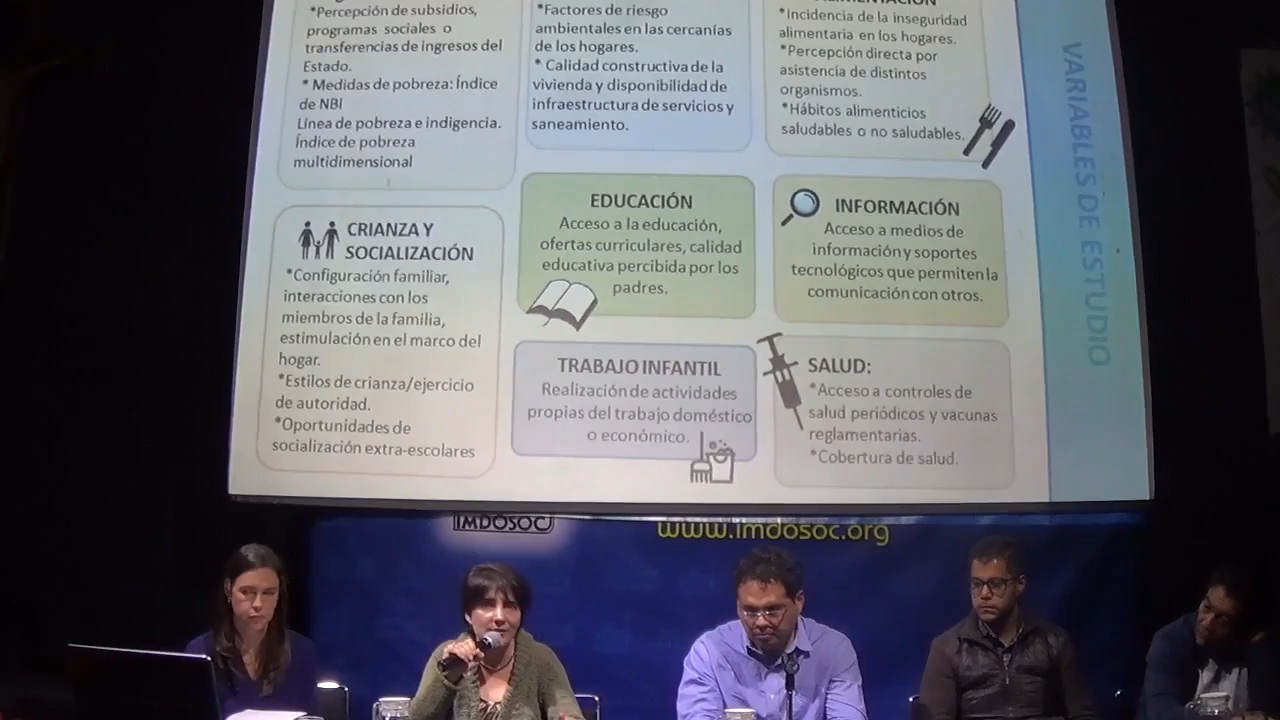 *Percepción de subsidios,
programas sociales o
transferencias de ingresos del
Estado.
* Medidas de pobreza: Índice
de NBI
Línea de pobreza e indigencia.
Índice de pobreza
multidimensional
*Factores de riesgo
ambientales en las cercanías
de los hogares.
* Calidad constructiva de la
vivienda y disponibilidad de
infraestructura de servicios y
saneamiento.
*Incidencia de la inseguridad
alimentaria en los hogares.
*Percepción directa por
asistencia de distintos
organismos.
*Hábitos alimenticios
saludables o no saludables.
VARIABLES DE ESTUDIO
CRIANZA Y
SOCIALIZACIÓN
*Configuración familiar,
interacciones con los
miembros de la familia,
estimulación en el marco del
hogar.
*Estilos de crianza/ejercicio
de autoridad.
*Oportunidades de
socialización extra-escolares
EDUCACIÓN
Acceso a la educación,
ofertas curriculares, calidad
educativa percibida por los
padres.
INFORMACIÓN
Acceso a medios de
información y soportes
tecnológicos que permiten la
comunicación con otros.
TRABAJO INFANTIL
Realización de actividades
propias del trabajo doméstico
o económico.
SALUD:
*Acceso a controles de
salud periódicos y vacunas
reglamentarias.
*Cobertura de salud.
IMDOSOC
www.imdosoc.org